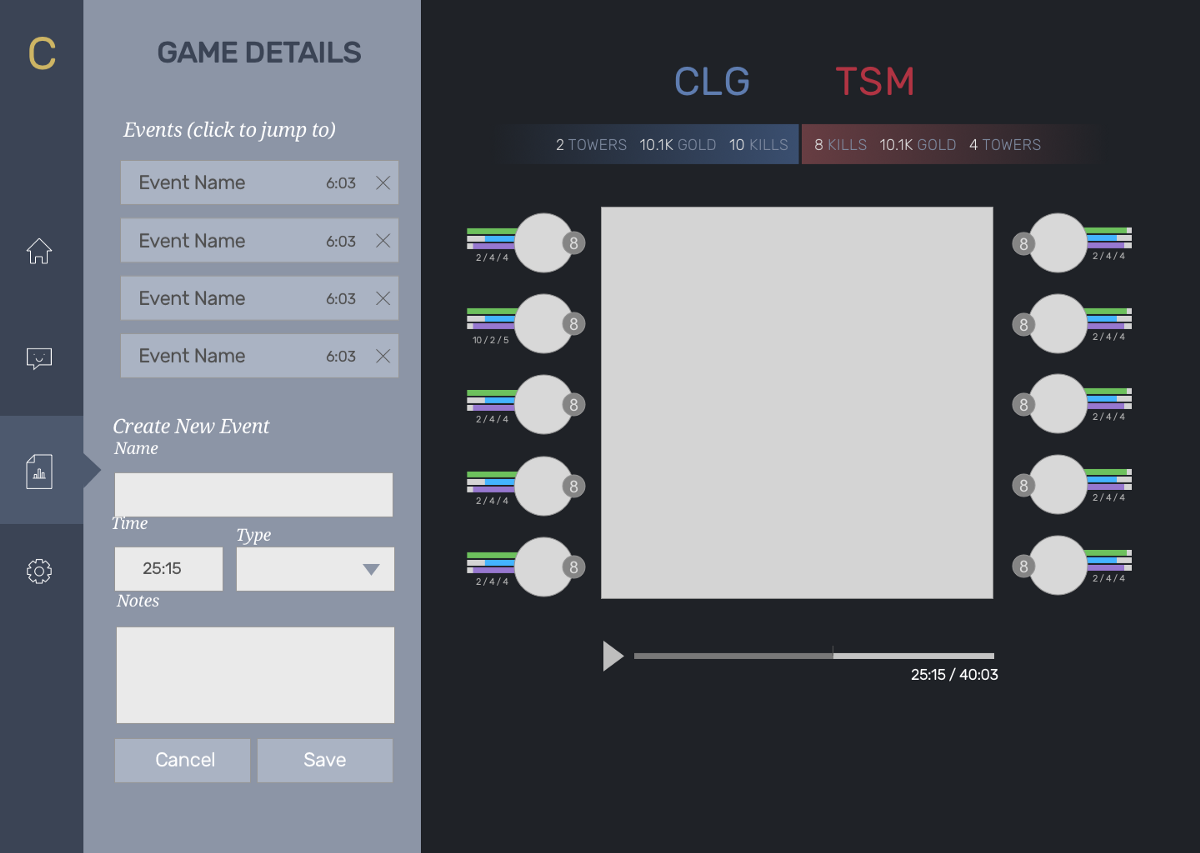 C
GAME DETAILS
Events (click to jump to)
Event Name 6:03
Event Name 6:03
Event Name 6:03
Event Name 6:03
Create New Event
Name
Time
Type
25:15
Notes
Cancel
Save
CLG TSM
2 TOWERS 10.1K GOLD 10 KILLS 8 KILLS 10.1K GOLD 4 TOWERS
8
2 / 4 / 4
8
10 / 2 / 5
8
2 / 4 / 4
8
2 / 4 / 4
8
2 / 4 / 4
8
2 / 4 / 4
8
2 / 4 / 4
8
2 / 4 / 4
8
2 / 4 / 4
8
2 / 4 / 4
25:15 / 40:03